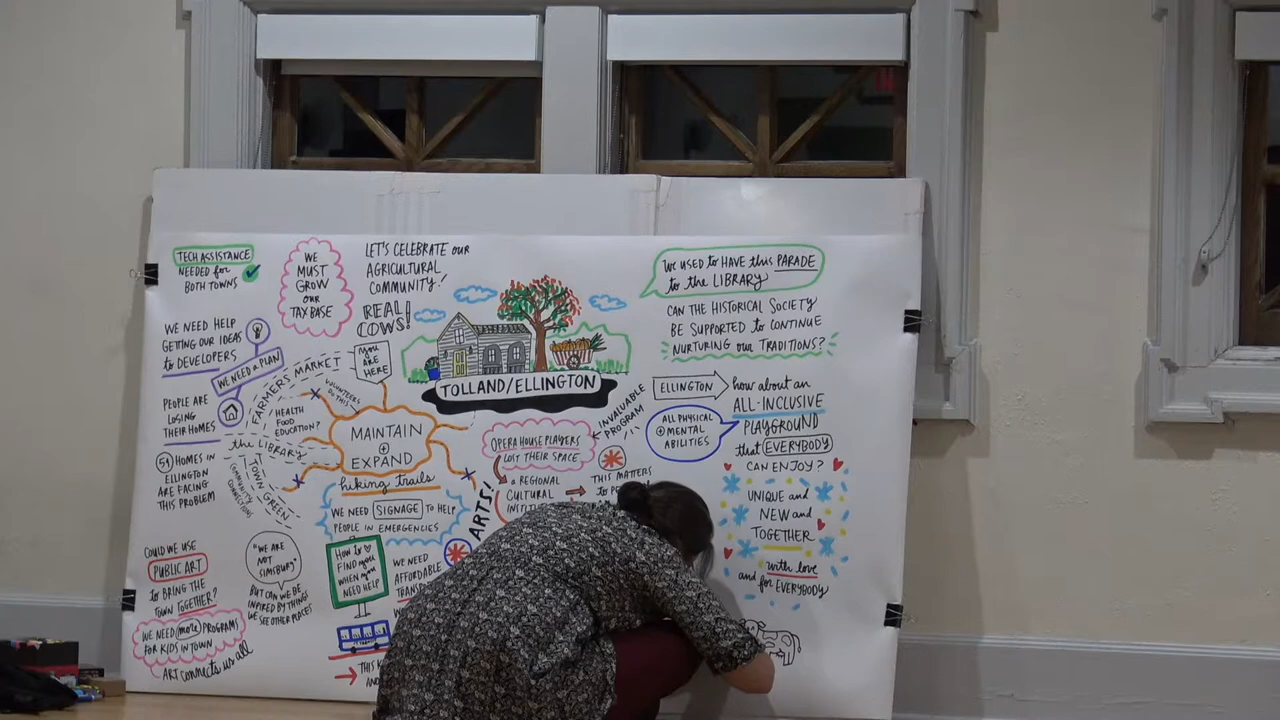 TECH ASSISTANCE
NEEDED for
BOTH TOWNS
WE
MUST
GROW
our
TAX BASE
LET'S CELEBRATE our
AGRICULTURAL
COMMUNITY!
REAL!
COWS!
WE NEED HELP
GETTING OUR IDEAS
to DEVELOPERS
WE NEED A PLAN
PEOPLE ARE
LOSING
THEIR HOMES
51 HOMES in
ELLINGTON
ARE FACING
THIS PROBLEM
FARMERS MARKET
VOLUNTEERS
DO THIS
HEALTH
FOOD
EDUCATION?
the LIBRARY
TOWN GREEN
COMMUNITY
CONNECTIONS
YOU
ARE
HERE
MAINTAIN
+
EXPAND
hiking trails
WE NEED SIGNAGE to HELP
PEOPLE IN EMERGENCIES
TOLLAND/ELLINGTON
OPERA HOUSE PLAYERS
LOST THEIR SPACE
INVALUABLE
PROGRAM
a REGIONAL
CULTURAL
THIS MATTERS
ARTS!
WE USED to HAVE this PARADE
to the LIBRARY
CAN THE HISTORICAL SOCIETY
BE SUPPORTED to CONTINUE
NURTURING our TRADITIONS?
ELLINGTON
how about an
ALL-INCLUSIVE
PLAYGROUND
that EVERYBODY
CAN ENJOY?
ALL PHYSICAL
+ MENTAL
ABILITIES
UNIQUE and
NEW and
TOGETHER
with love
and for EVERYBODY
COULD WE USE
PUBLIC ART
to BRING THE
TOWN TOGETHER?
WE NEED more PROGRAMS
FOR KIDS IN TOWN
ART CONNECTS us all
"WE ARE
NOT
SIMSBURY"
BUT CAN WE BE
INSPIRED BY THINGS
WE SEE OTHER PLACES
HOW to
FIND you
WHEN you
NEED HELP
WE NEED
AFFORDABLE